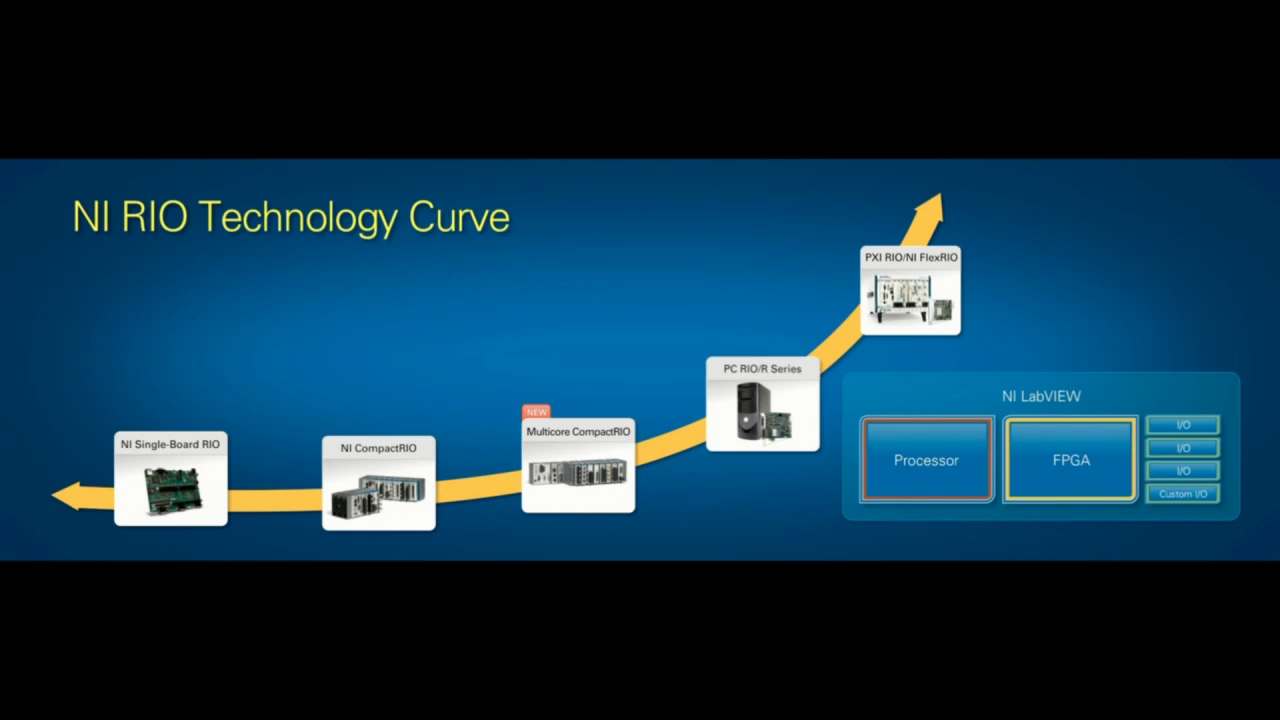 NI RIO Technology Curve
PXI RIO/NI FlexRIO
PC RIO/R Series
NEW
Multicore CompactRIO
NI Single-Board RIO
NI CompactRIO
NI LabVIEW
Processor
FPGA
I/O
I/O
I/O
Custom I/O